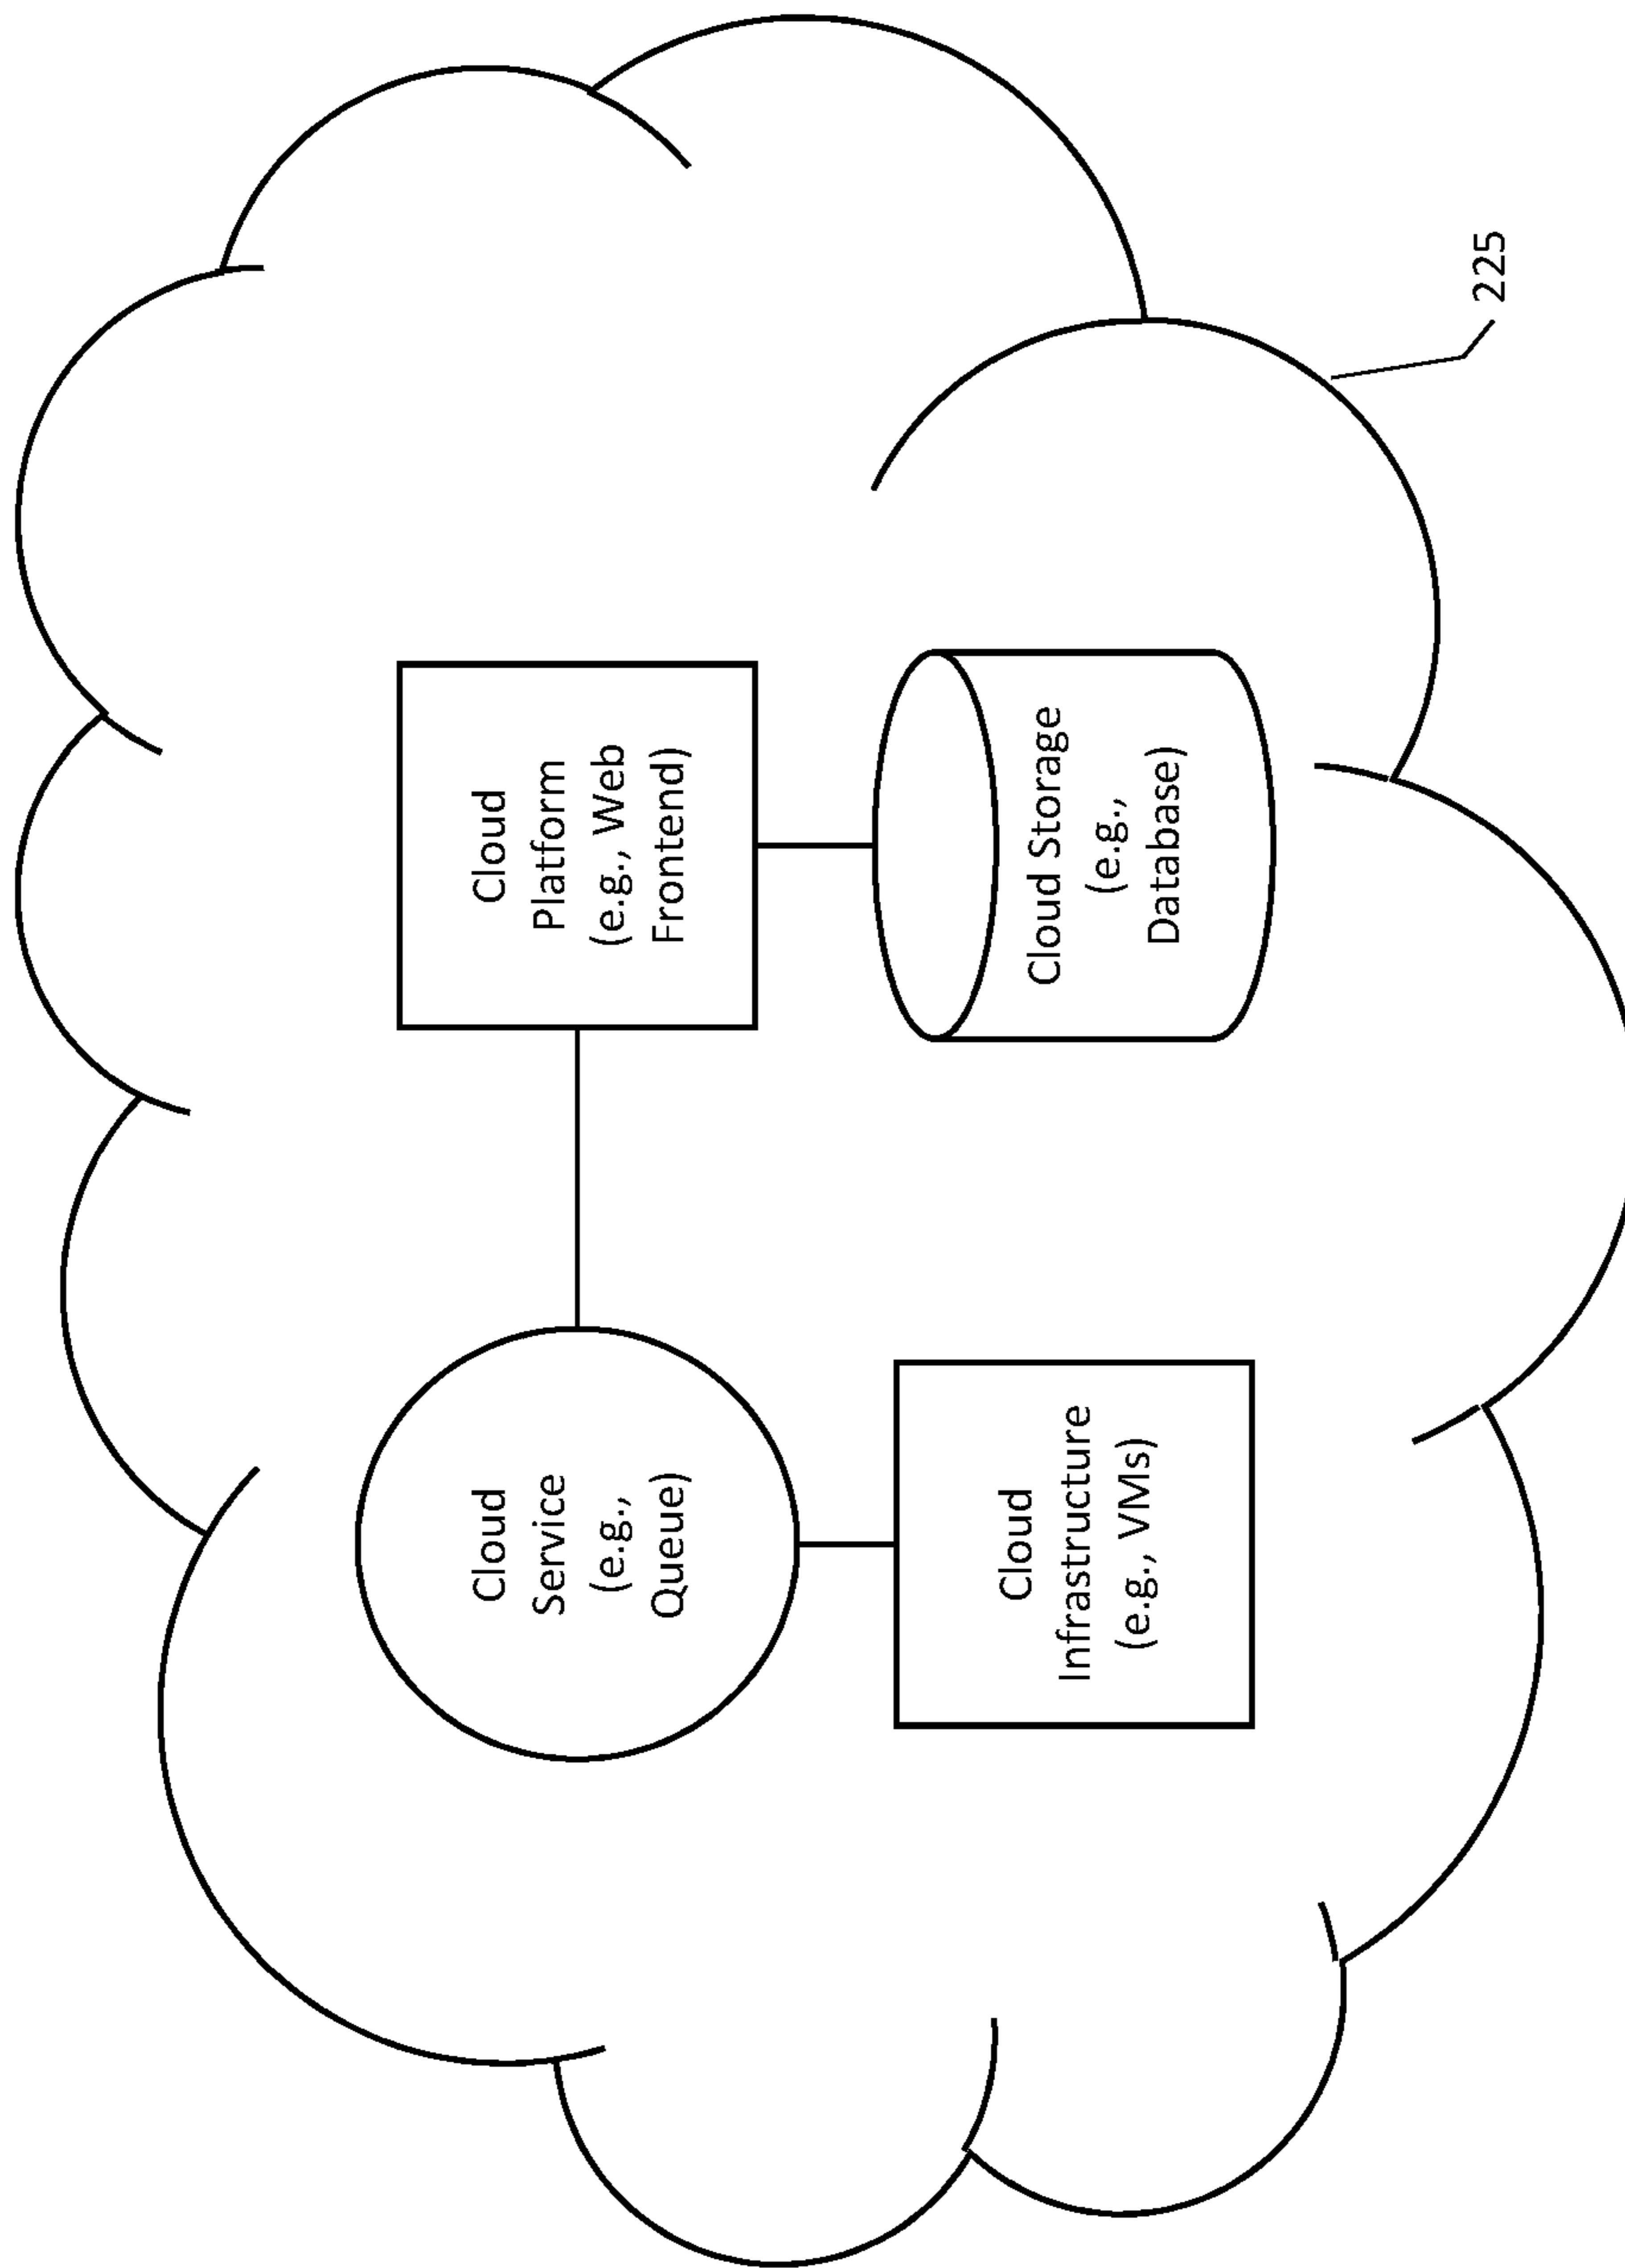 Cloud
Service
(e.g.,
Queue)
Cloud
Platform
(e.g., Web
Frontend)
Cloud
Infrastructure
(e.g., VMs)
Cloud Storage
(e.g.,
Database)
225